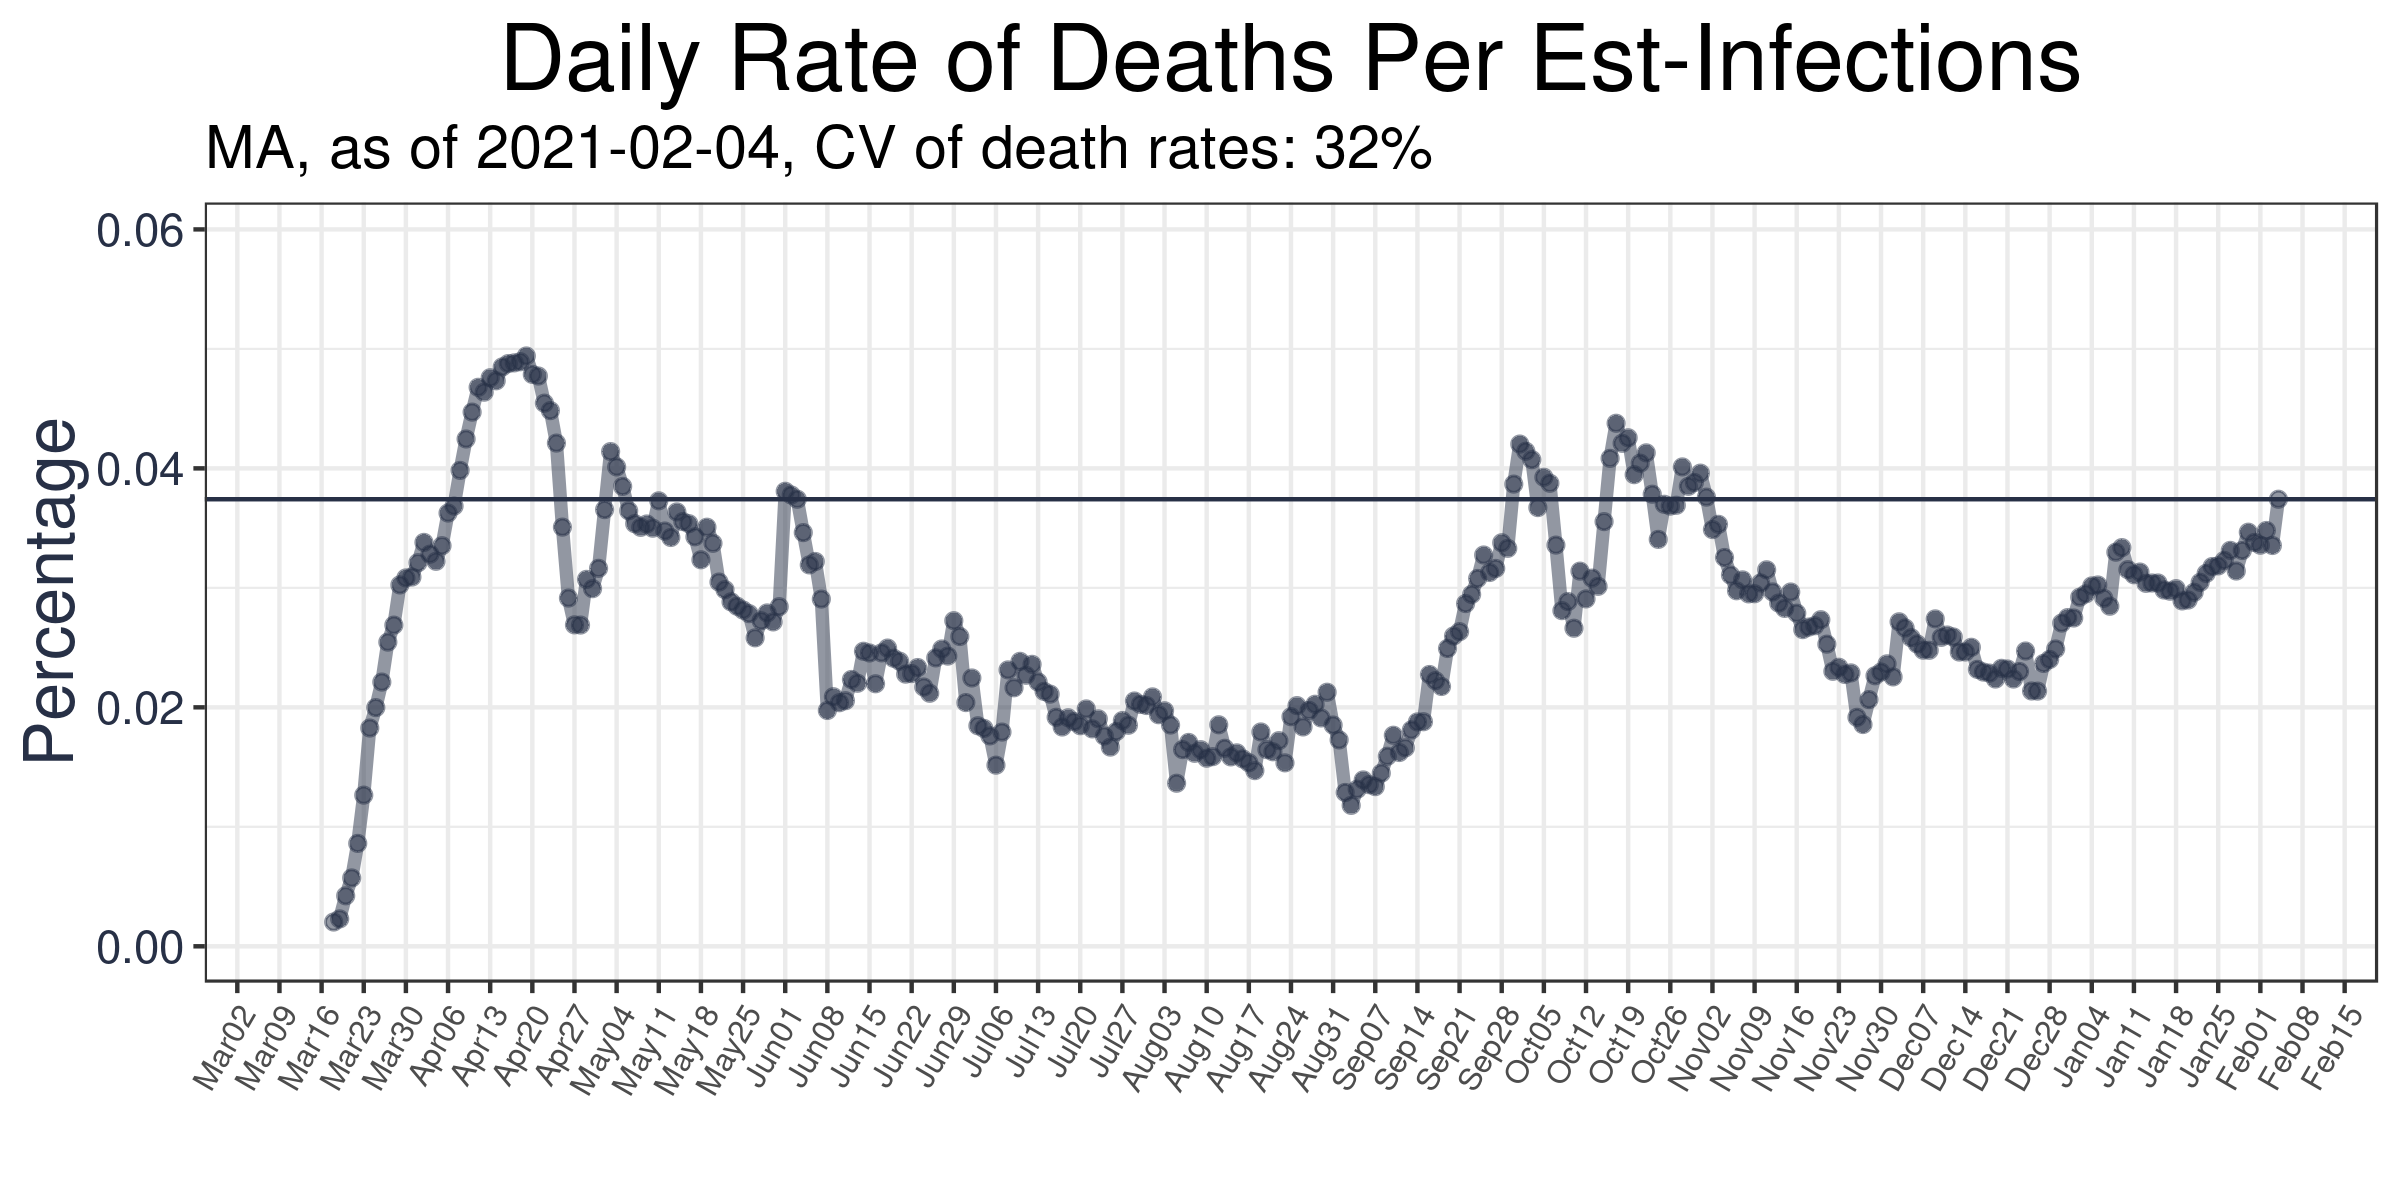 Daily Rate of Deaths Per Est-Infections
MA, as of 2021-02-04, CV of death rates: 32%
Percentage
0.06
0.04
0.02
0.00
Mar02
Mar09
Mar16
Mar23
Mar30
Apr06
Apr13
Apr20
Apr27
May04
May11
May18
May25
Jun01
Jun08
Jun15
Jun22
Jun29
Jul06
Jul13
Jul20
Jul27
Aug03
Aug10
Aug17
Aug24
Aug31
Sep07
Sep14
Sep21
Sep28
Oct05
Oct12
Oct19
Oct26
Nov02
Nov09
Nov16
Nov23
Nov30
Dec07
Dec14
Dec21
Dec28
Jan04
Jan11
Jan18
Jan25
Feb01
Feb08
Feb15